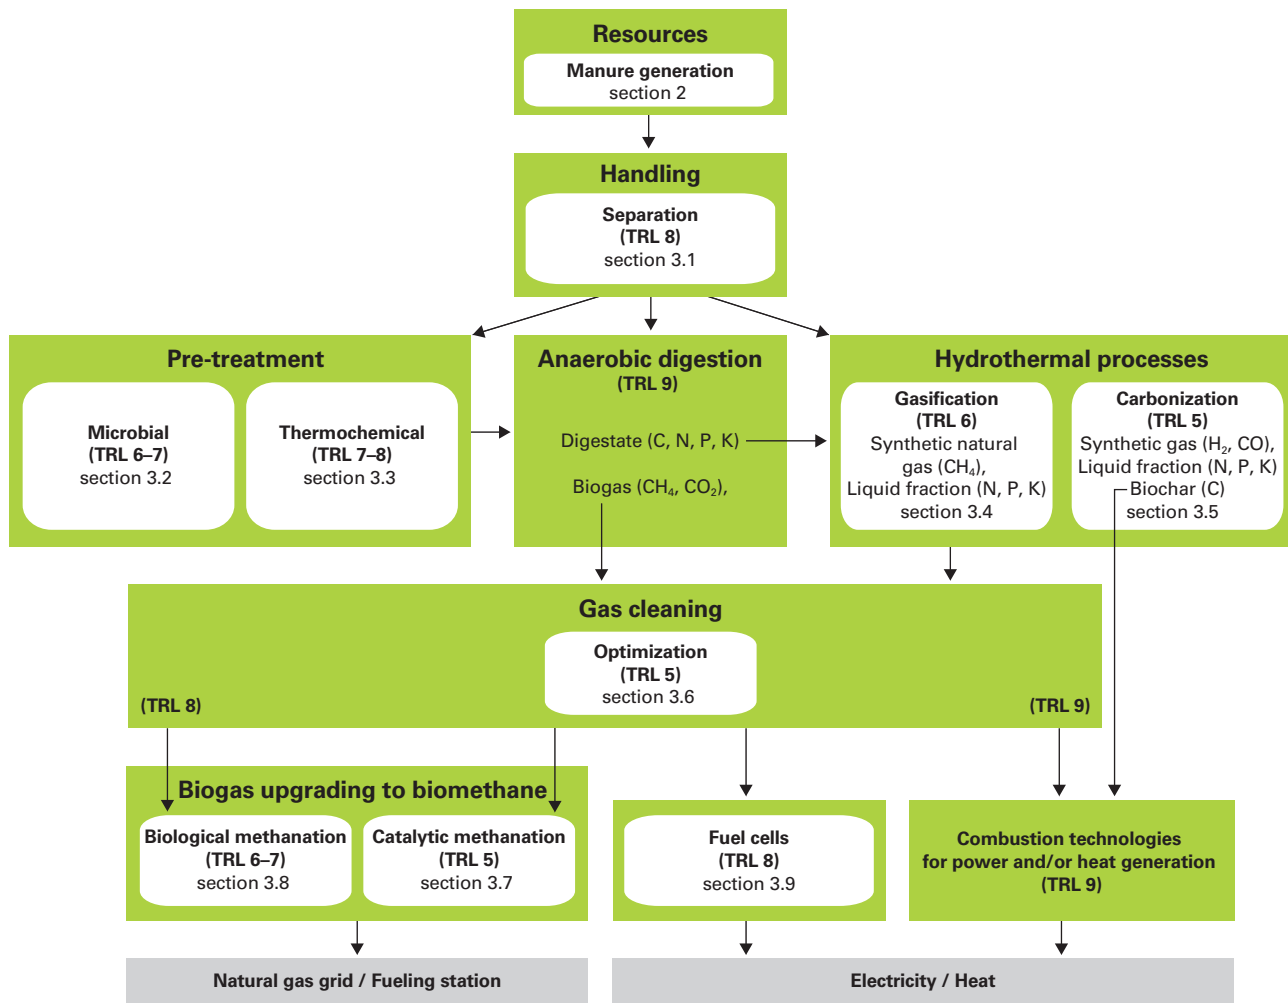 Resources
Manure generation
section 2
Handling
Separation
(TRL 8)
section 3.1
Pre-treatment
Microbial
(TRL 6–7)
section 3.2
Thermochemical
(TRL 7–8)
section 3.3
Anaerobic digestion
(TRL 9)
Digestate (C, N, P, K)
Biogas (CH₄, CO₂),
Hydrothermal processes
Gasification
(TRL 6)
Synthetic natural
gas (CH₄),
Liquid fraction (N, P, K)
section 3.4
Carbonization
(TRL 5)
Synthetic gas (H₂, CO),
Liquid fraction (N, P, K)
Biochar (C)
section 3.5
Gas cleaning
Optimization
(TRL 5)
section 3.6
(TRL 8)
(TRL 9)
Biogas upgrading to biomethane
Biological methanation
(TRL 6–7)
section 3.8
Catalytic methanation
(TRL 5)
section 3.7
Fuel cells
(TRL 8)
section 3.9
Combustion technologies
for power and/or heat generation
(TRL 9)
Natural gas grid / Fueling station
Electricity / Heat